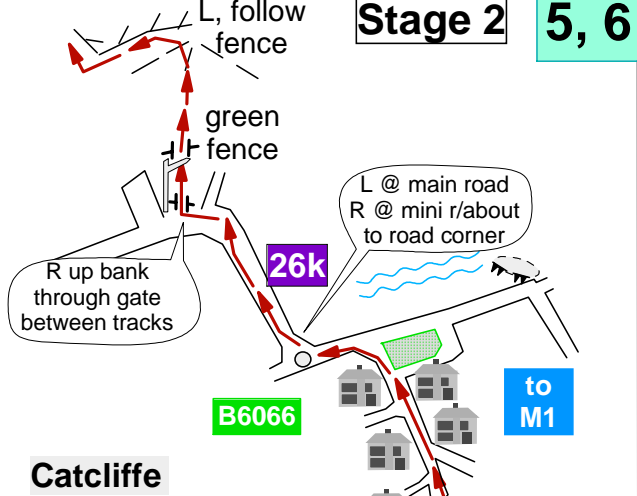 L, follow
fence
Stage 2
5, 6
green
fence
L @ main road
R @ mini r/about
to road corner
26k
R up bank
through gate
between tracks
to
M1
B6066
Catcliffe